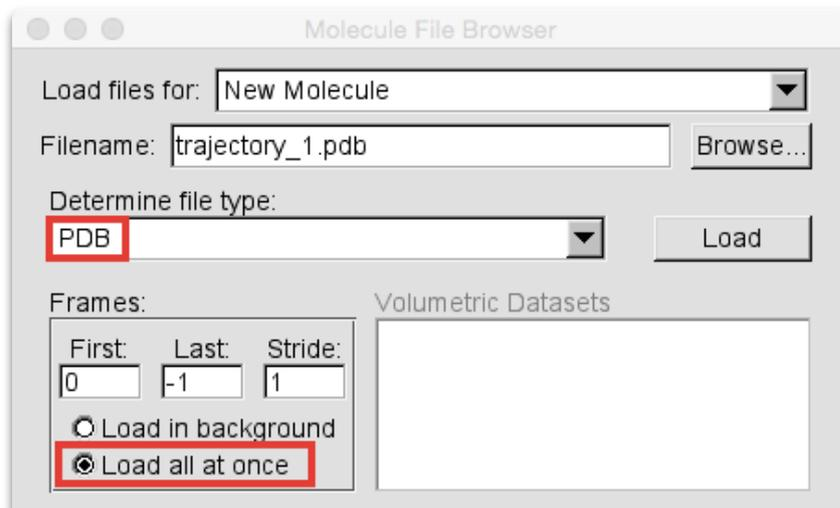 Molecule File Browser
Load files for: New Molecule
Filename: trajectory_1.pdb Browse...
Determine file type:
PDB Load
Frames: Volumetric Datasets
First: Last: Stride:
0 -1 1
Load in background
Load all at once